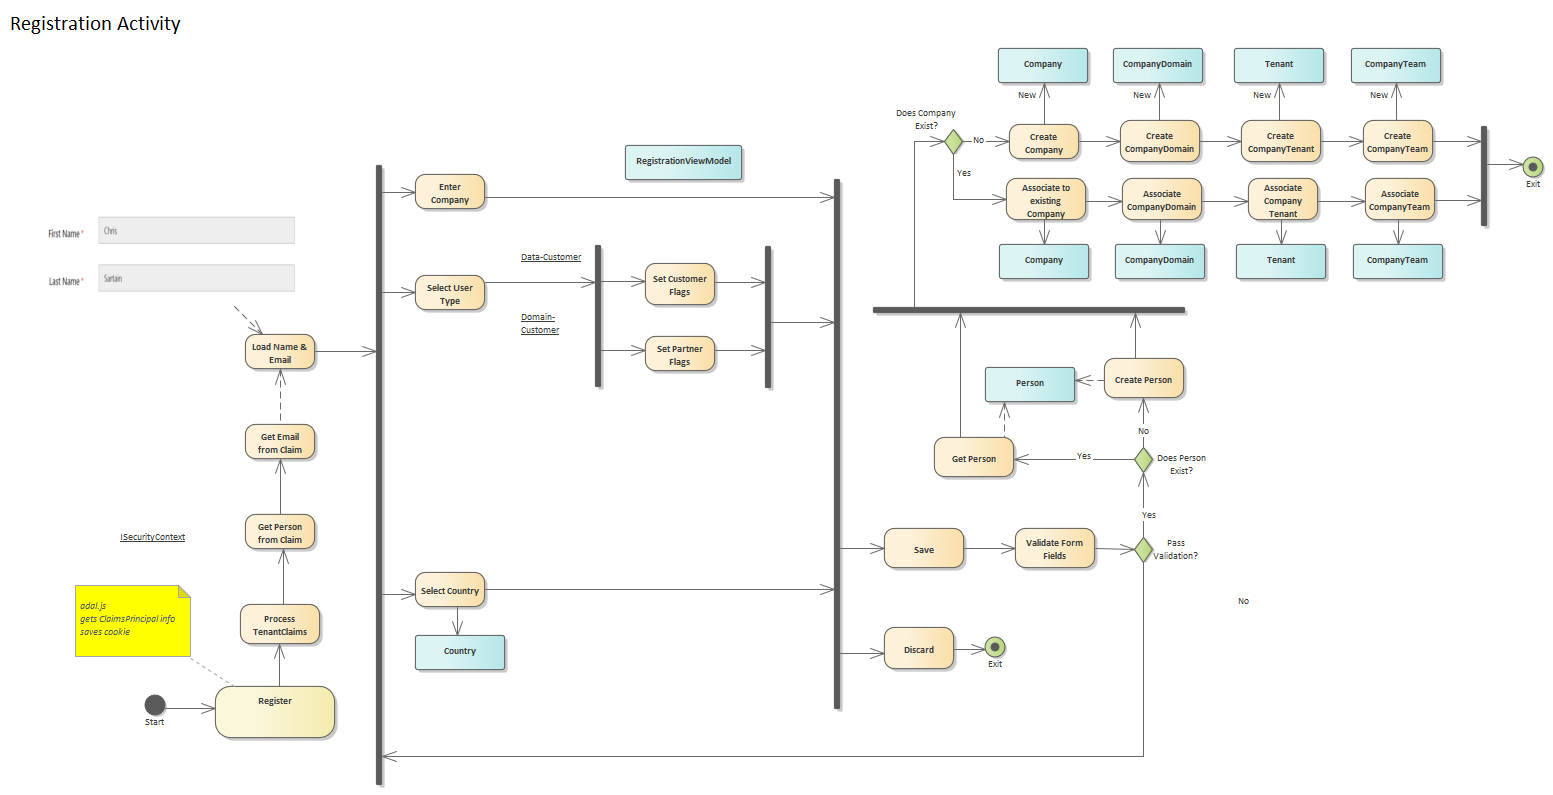 Registration Activity
Company
CompanyDomain
Tenant
CompanyTeam
New
New
New
New
Does Company
Exist?
No
Create
Company
Create
CompanyDomain
Create
CompanyTenant
Create
CompanyTeam
Yes
Exit
Associate to
existing
Company
Associate
CompanyDomain
Associate
Company
Tenant
Associate
CompanyTeam
Company
CompanyDomain
Tenant
CompanyTeam
RegistrationViewModel
Enter
Company
First Name *
Chris
Last Name *
Sartain
Data-Customer
Select User
Type
Set Customer
Flags
Domain-
Customer
Set Partner
Flags
Load Name &
Email
Person
Create Person
No
Get Email
from Claim
Get Person
Yes
Does Person
Exist?
Yes
Get Person
from Claim
ISecurityContext
Save
Validate Form
Fields
Pass
Validation?
No
Select Country
adal.js
gets ClaimsPrincipal info
saves cookie
Process
TenantClaims
Country
Discard
Exit
Register
Start